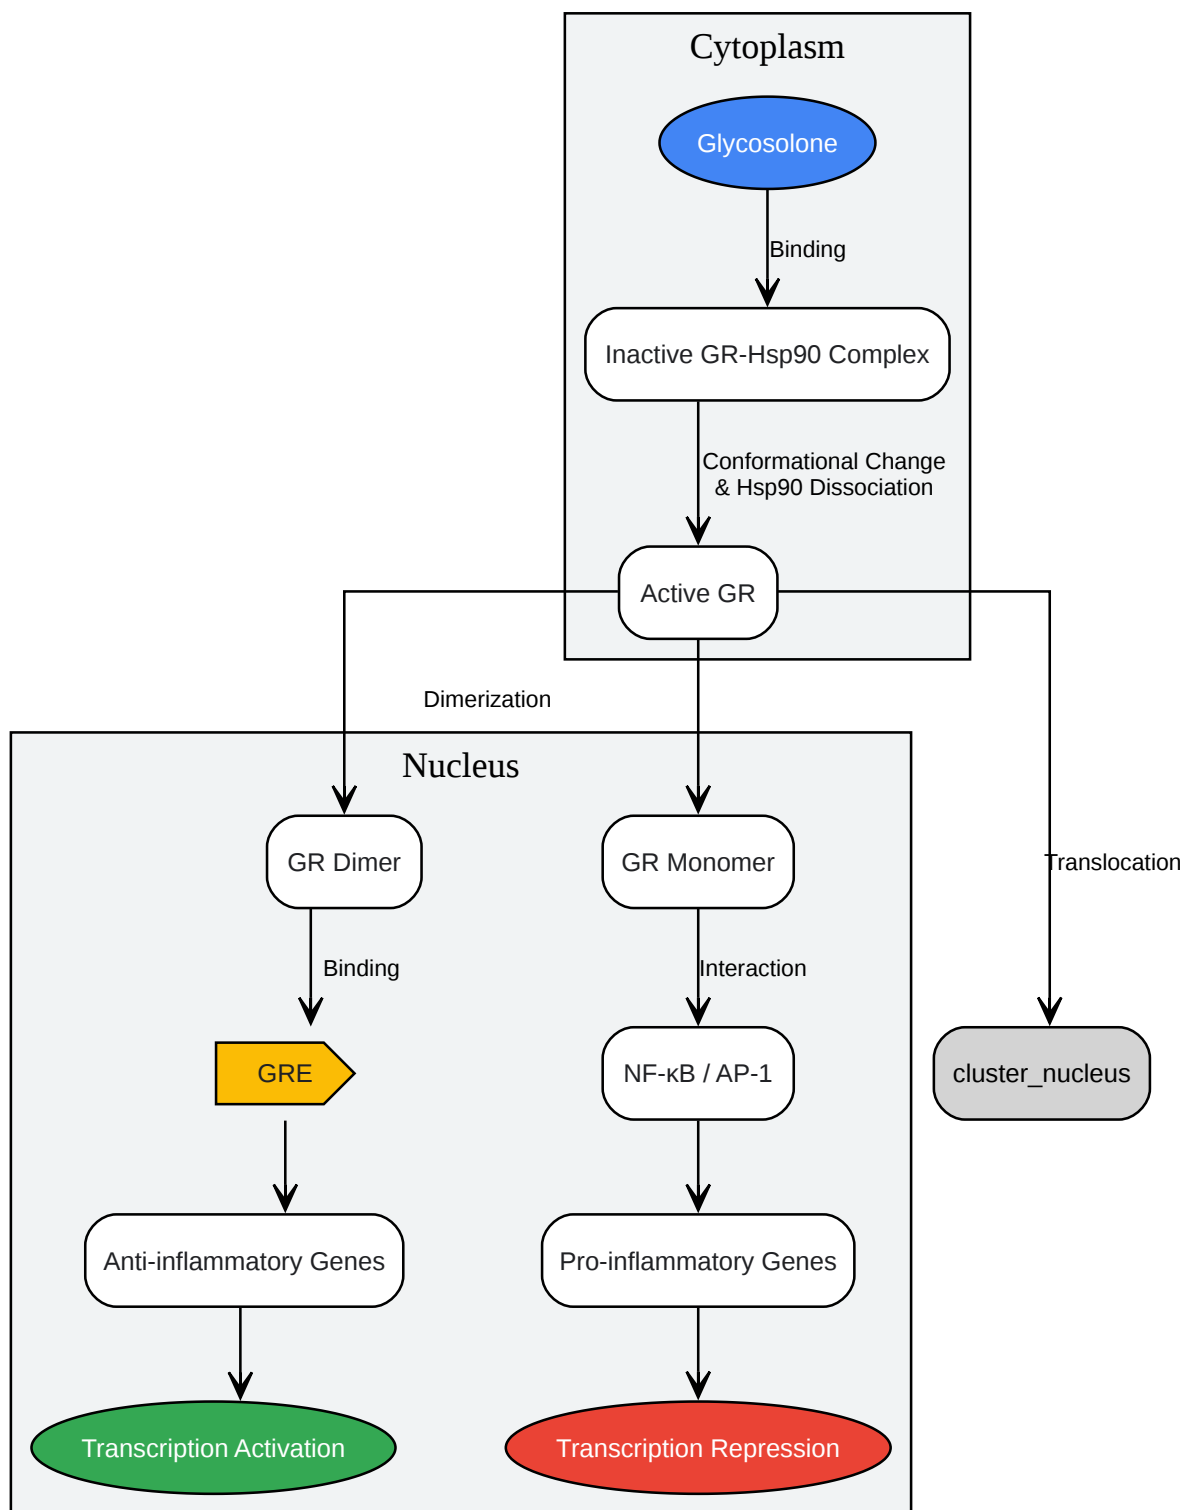 Cytoplasm
Glycosolone
Binding
Inactive GR-Hsp90 Complex
Conformational Change
& Hsp90 Dissociation
Active GR
Dimerization
Nucleus
GR Dimer
GR Monomer
Translocation
Binding
Interaction
GRE
NF-κB / AP-1
cluster_nucleus
Anti-inflammatory Genes
Pro-inflammatory Genes
Transcription Activation
Transcription Repression